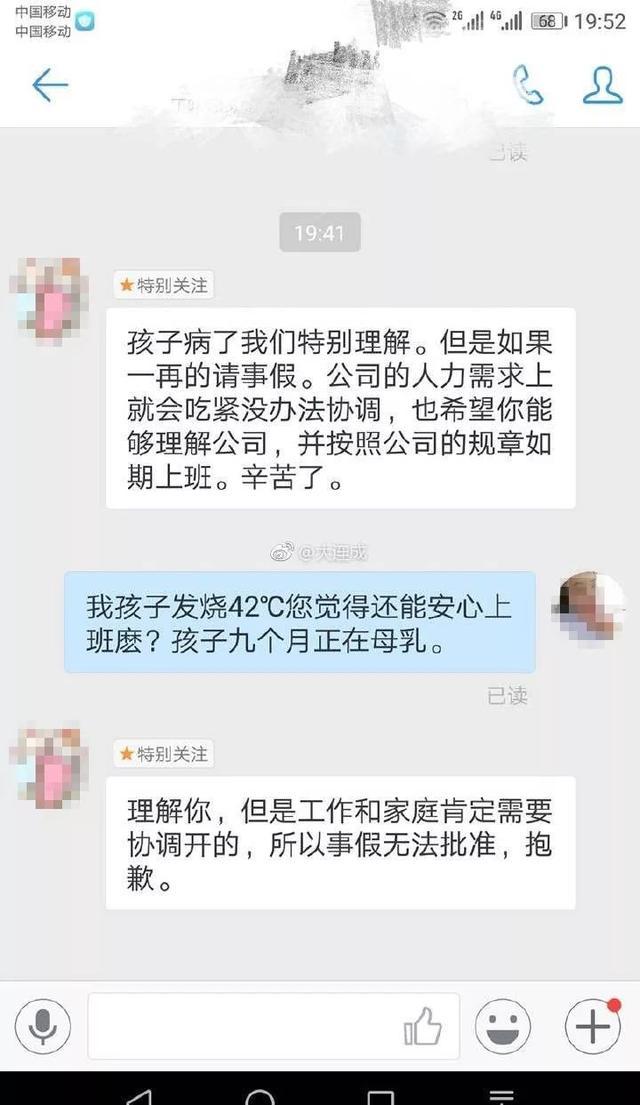 中国移动
中国移动
2G 4G 68 19:52
已读
19:41
特别关注
孩子病了我们特别理解。但是如果
一再的请事假。公司的人力需求上
就会吃紧没办法协调，也希望你能
够理解公司，并按照公司的规章如
期上班。辛苦了。
@大连成
我孩子发烧42℃您觉得还能安心上
班麽？孩子九个月正在母乳。
已读
特别关注
理解你，但是工作和家庭肯定需要
协调开的，所以事假无法批准，抱
歉。